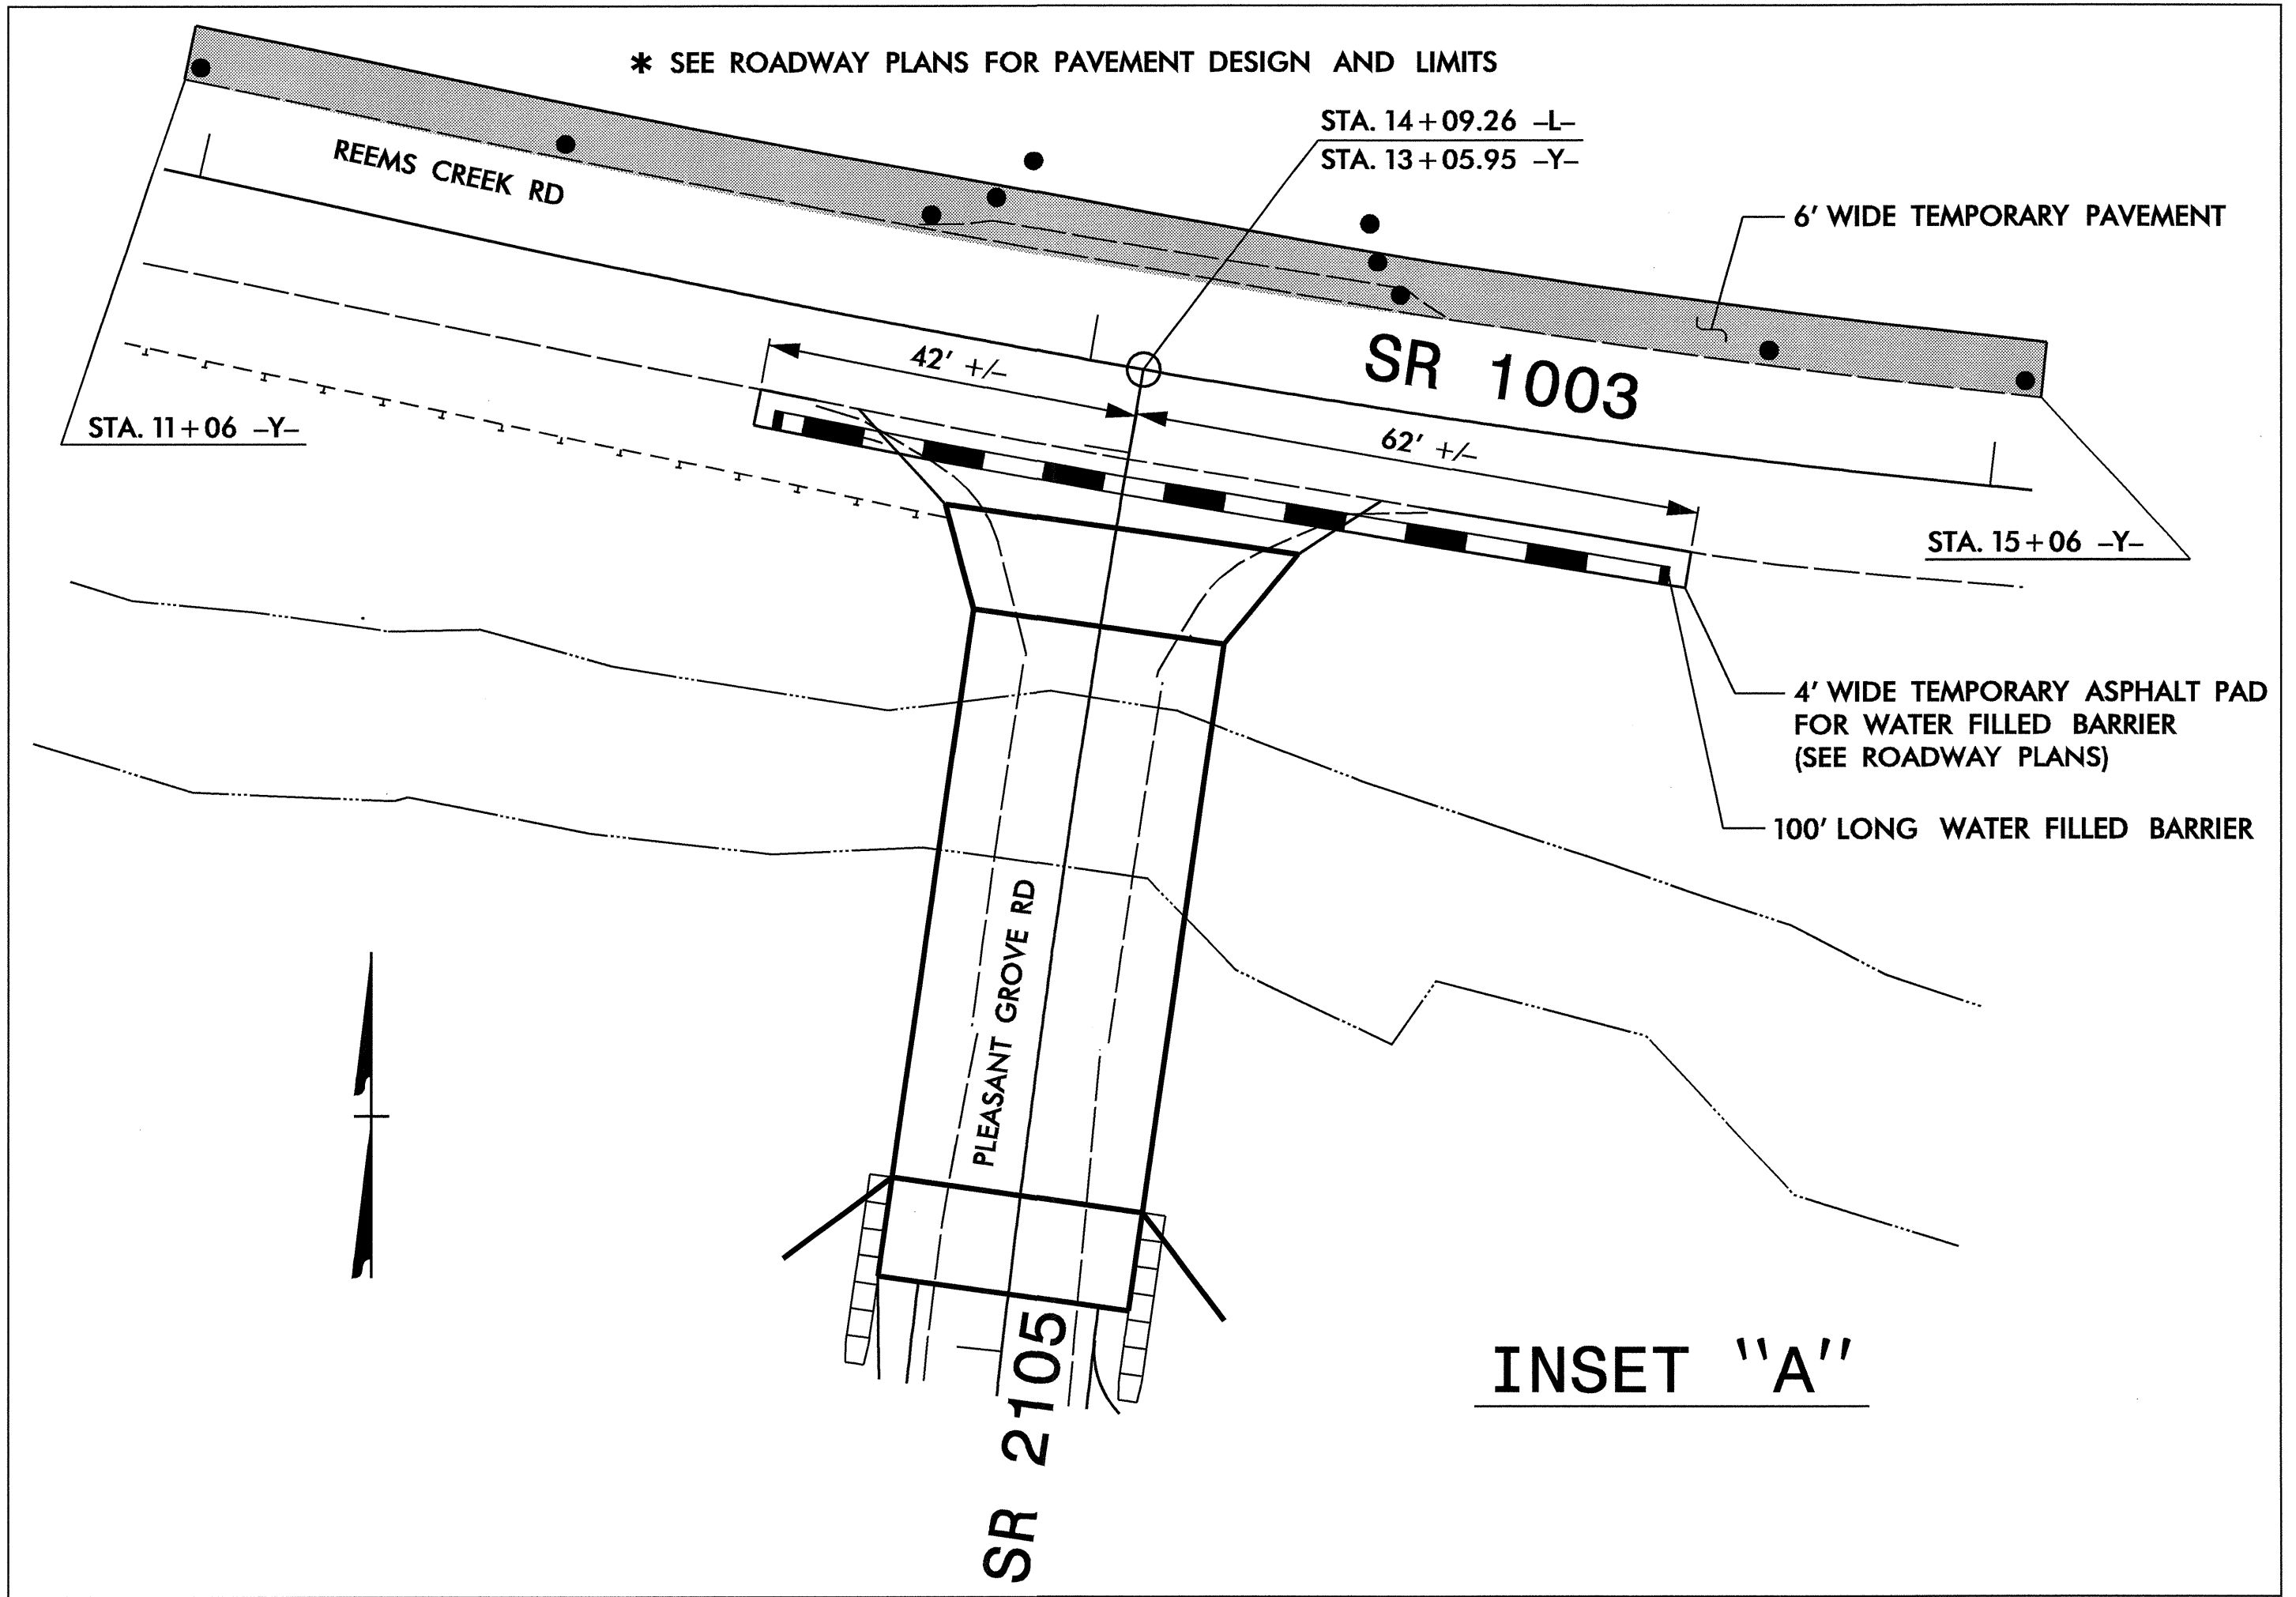 * SEE ROADWAY PLANS FOR PAVEMENT DESIGN AND LIMITS
STA. 14+09.26 -L-
STA. 13+05.95 -Y-
REEMS CREEK RD
6' WIDE TEMPORARY PAVEMENT
SR 1003
42' +/-
62' +/-
STA. 11+06 -Y-
STA. 15+06 -Y-
4' WIDE TEMPORARY ASPHALT PAD
FOR WATER FILLED BARRIER
(SEE ROADWAY PLANS)
100' LONG WATER FILLED BARRIER
PLEASANT GROVE RD
SR 2105
INSET "A"